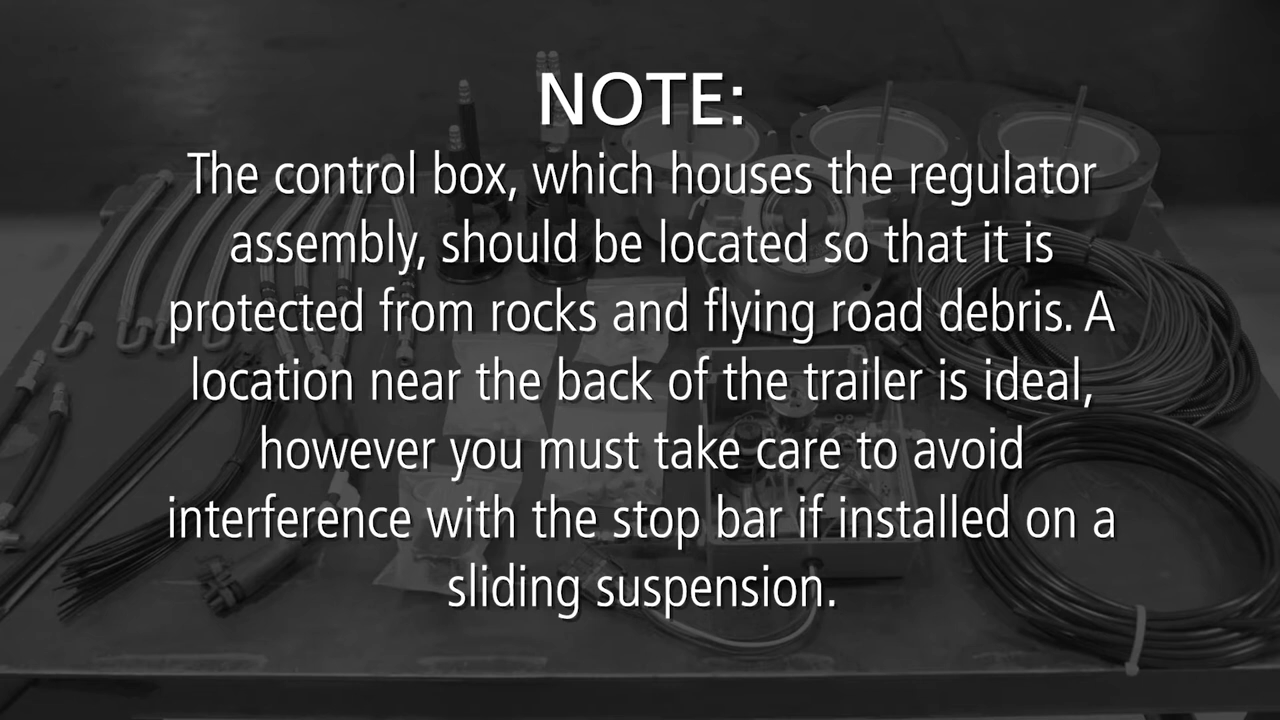 NOTE:
The control box, which houses the regulator
assembly, should be located so that it is
protected from rocks and flying road debris. A
location near the back of the trailer is ideal,
however you must take care to avoid
interference with the stop bar if installed on a
sliding suspension.